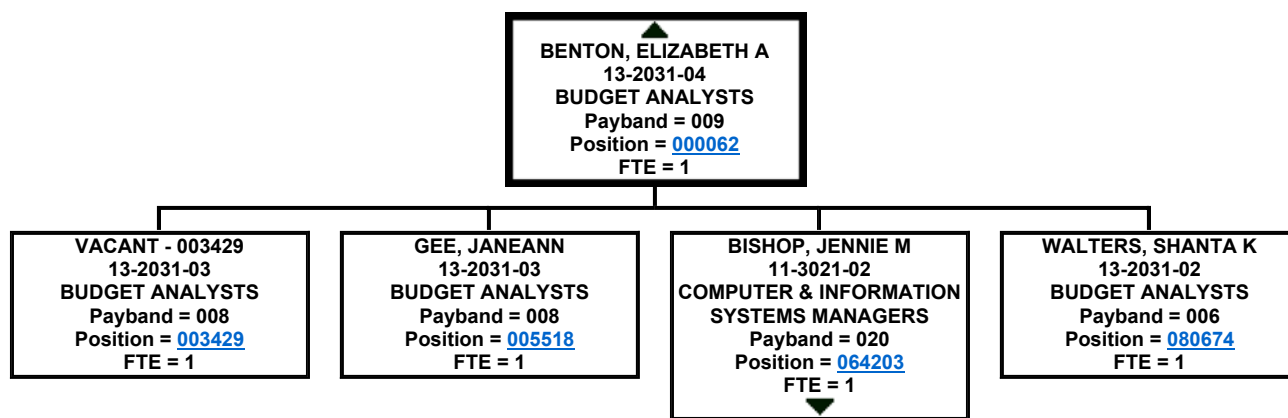 BENTON, ELIZABETH A
13-2031-04
BUDGET ANALYSTS
Payband = 009
Position = 000062
FTE = 1
VACANT - 003429
13-2031-03
BUDGET ANALYSTS
Payband = 008
Position = 003429
FTE = 1
GEE, JANEANN
13-2031-03
BUDGET ANALYSTS
Payband = 008
Position = 005518
FTE = 1
BISHOP, JENNIE M
11-3021-02
COMPUTER & INFORMATION
SYSTEMS MANAGERS
Payband = 020
Position = 064203
FTE = 1
WALTERS, SHANTA K
13-2031-02
BUDGET ANALYSTS
Payband = 006
Position = 080674
FTE = 1